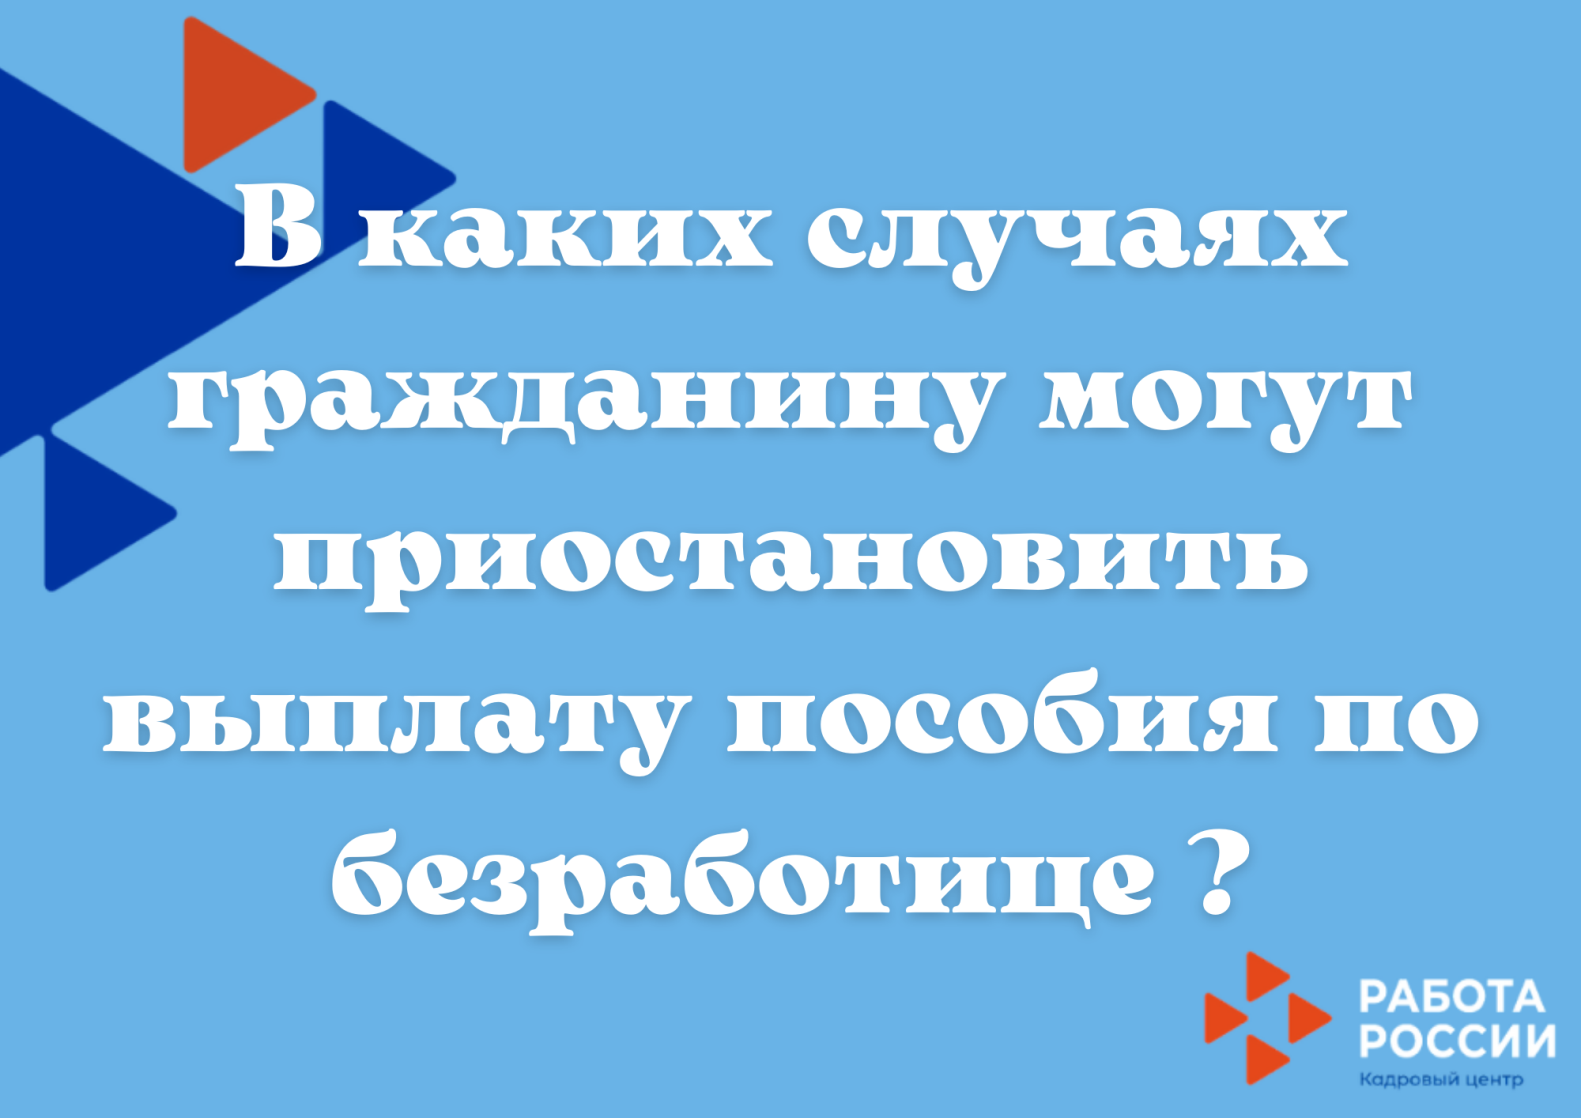 В каких случаях
гражданину могут
приостановить
выплату пособия по
безработице ?
РАБОТА
РОССИИ
Кадровый центр